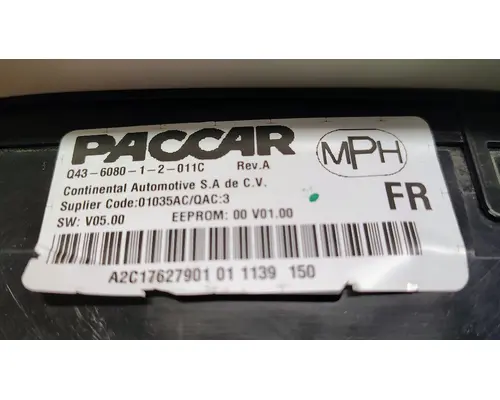 PACCAR
Q43-6080-1-2-011C Rev.A
MPH
Continental Automotive S.A de C.V.
Suplier Code:01035AC/QAC:3
FR
SW: V05.00 EEPROM: 00 V01.00
A2C17627901 01 1139 150